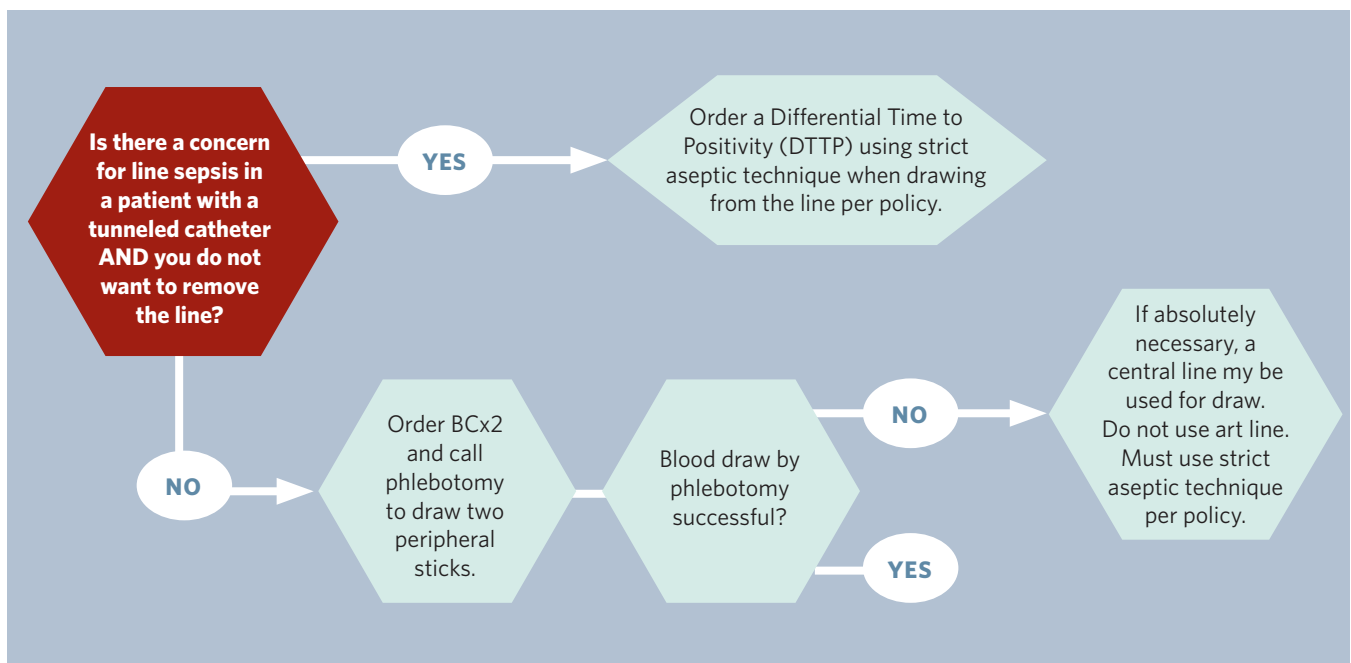 Is there a concern
for line sepsis in
a patient with a
tunneled catheter
AND you do not
want to remove
the line?
YES
Order a Differential Time to
Positivity (DTTP) using strict
aseptic technique when drawing
from the line per policy.
NO
Order BCx2
and call
phlebotomy
to draw two
peripheral
sticks.
Blood draw by
phlebotomy
successful?
NO
If absolutely
necessary, a
central line my be
used for draw.
Do not use art line.
Must use strict
aseptic technique
per policy.
YES